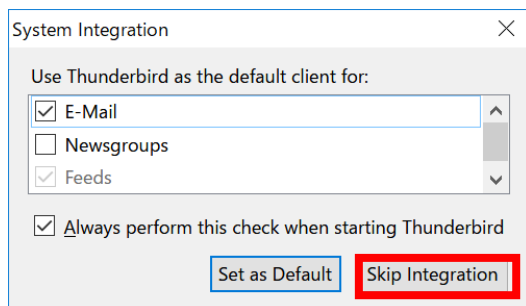 System Integration
Use Thunderbird as the default client for:
E-Mail
Newsgroups
Feeds
Always perform this check when starting Thunderbird
Set as Default
Skip Integration